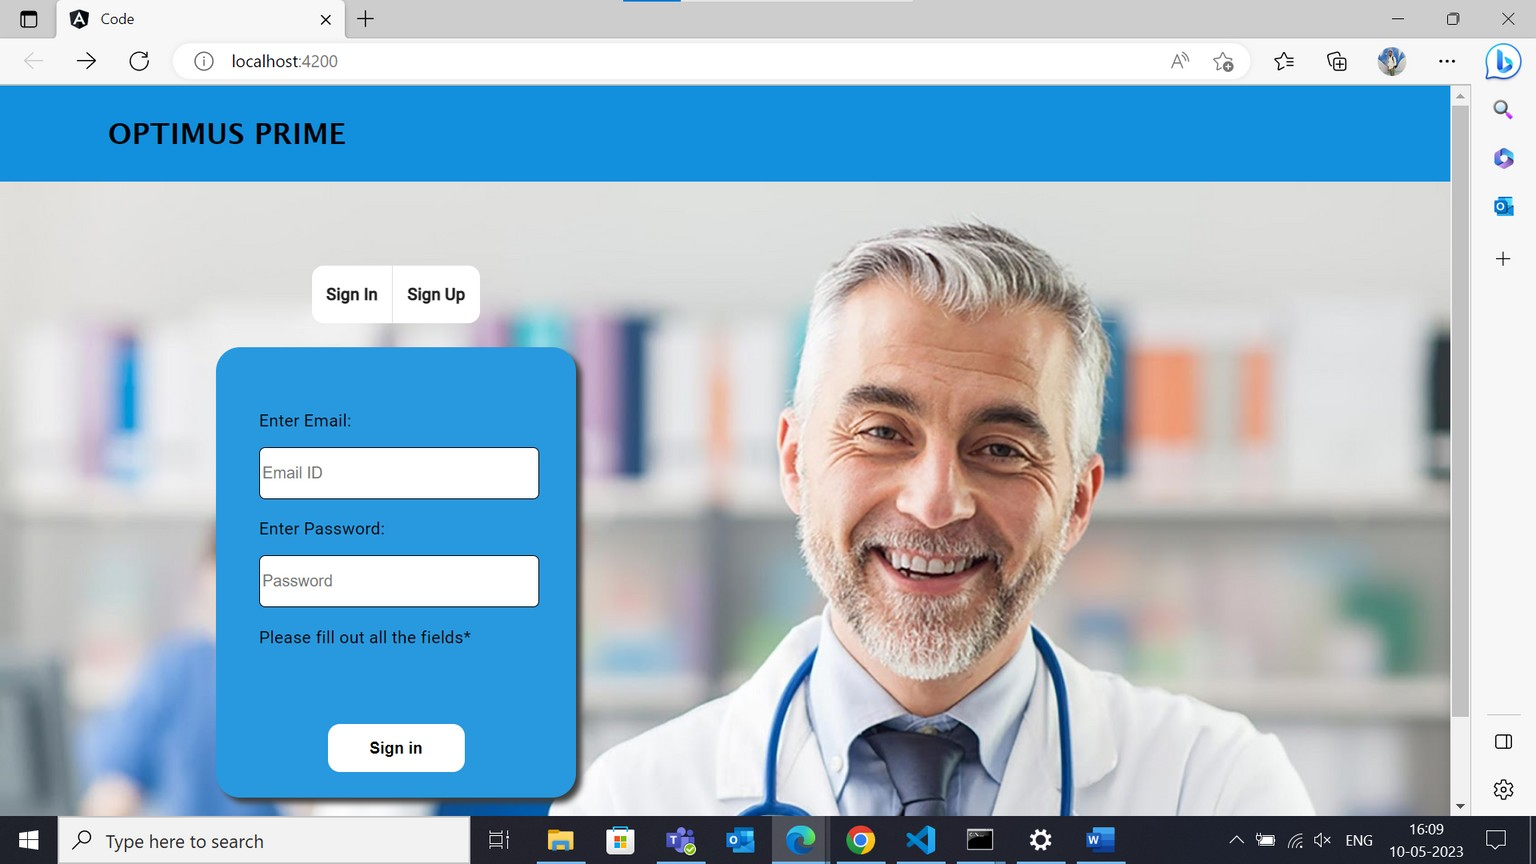 Code
localhost:4200
OPTIMUS PRIME
Sign In
Sign Up
Enter Email:
Email ID
Enter Password:
Password
Please fill out all the fields*
Sign in
Type here to search
ENG
16:09
10-05-2023